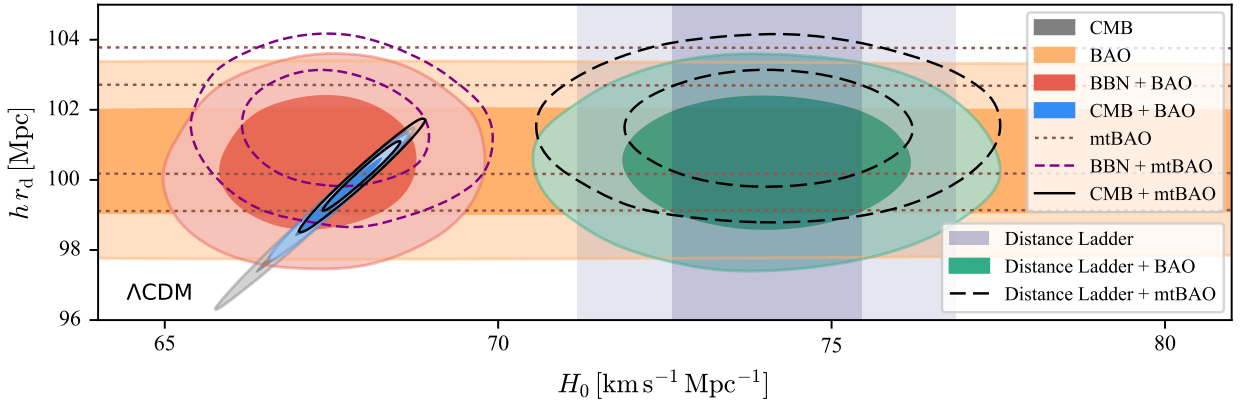 104
102
100
98
96
h r_d [Mpc]
ΛCDM
65
70
75
80
H₀ [km s⁻¹ Mpc⁻¹]
CMB
BAO
BBN + BAO
CMB + BAO
mtBAO
BBN + mtBAO
CMB + mtBAO
Distance Ladder
Distance Ladder + BAO
Distance Ladder + mtBAO